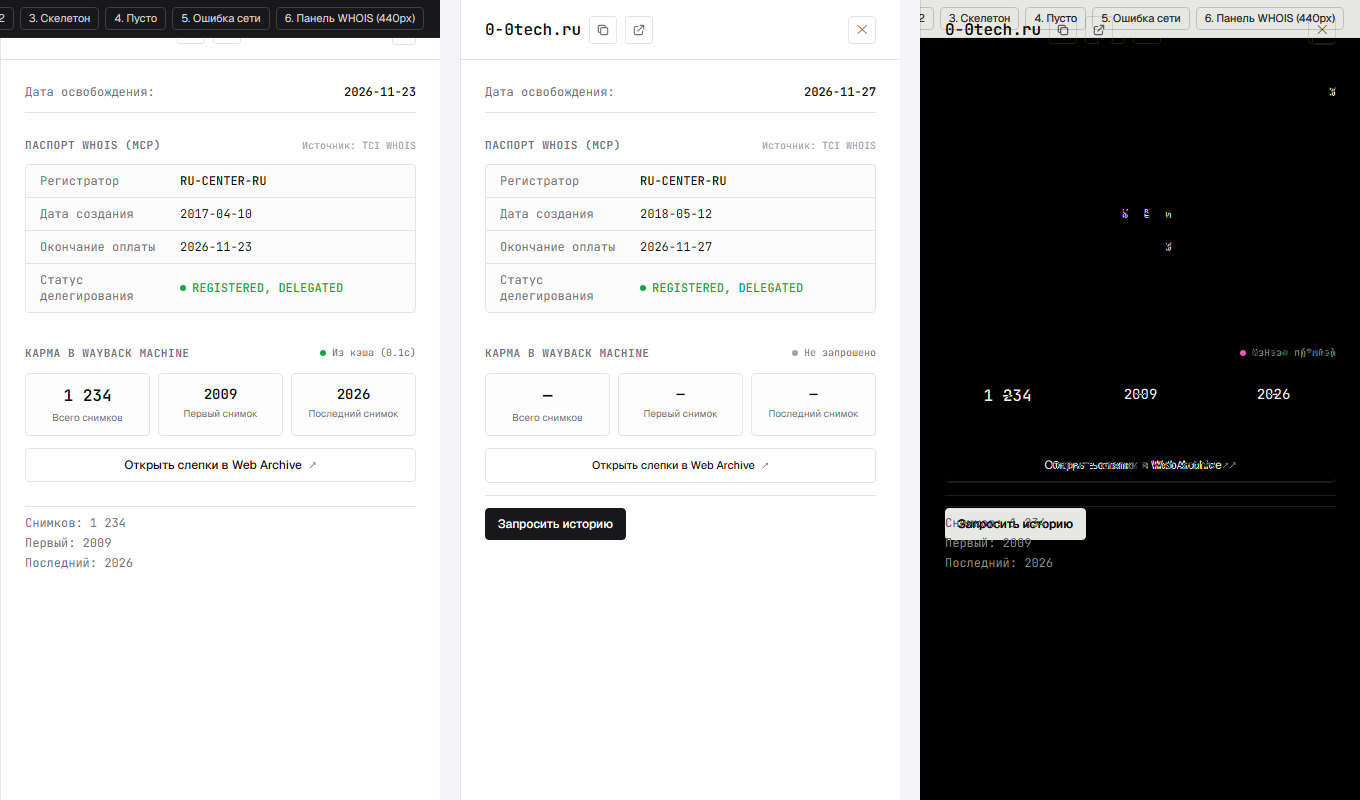 2
3. Скелетон
4. Пусто
5. Ошибка сети
6. Панель WHOIS (440px)
Дата освобождения:
2026-11-23
ПАСПОРТ WHOIS (MCP)
Источник: TCI WHOIS
Регистратор
RU-CENTER-RU
Дата создания
2017-04-10
Окончание оплаты
2026-11-23
Статус
делегирования
REGISTERED, DELEGATED
КАРМА В WAYBACK MACHINE
Из кэша (0.1с)
1 234
Всего снимков
2009
Первый снимок
2026
Последний снимок
Открыть слепки в Web Archive ↗
Снимков: 1 234
Первый: 2009
Последний: 2026
0-0tech.ru
Дата освобождения:
2026-11-27
ПАСПОРТ WHOIS (MCP)
Источник: TCI WHOIS
Регистратор
RU-CENTER-RU
Дата создания
2018-05-12
Окончание оплаты
2026-11-27
Статус
делегирования
REGISTERED, DELEGATED
КАРМА В WAYBACK MACHINE
Не запрошено
—
Всего снимков
—
Первый снимок
—
Последний снимок
Открыть слепки в Web Archive ↗
Запросить историю
2
3. Скелетон
4. Пусто
5. Ошибка сети
6. Панель WHOIS (440px)
0-0tech.ru
1 234
2009
2026
Запросить историю
Первый: 2009
Последний: 2026